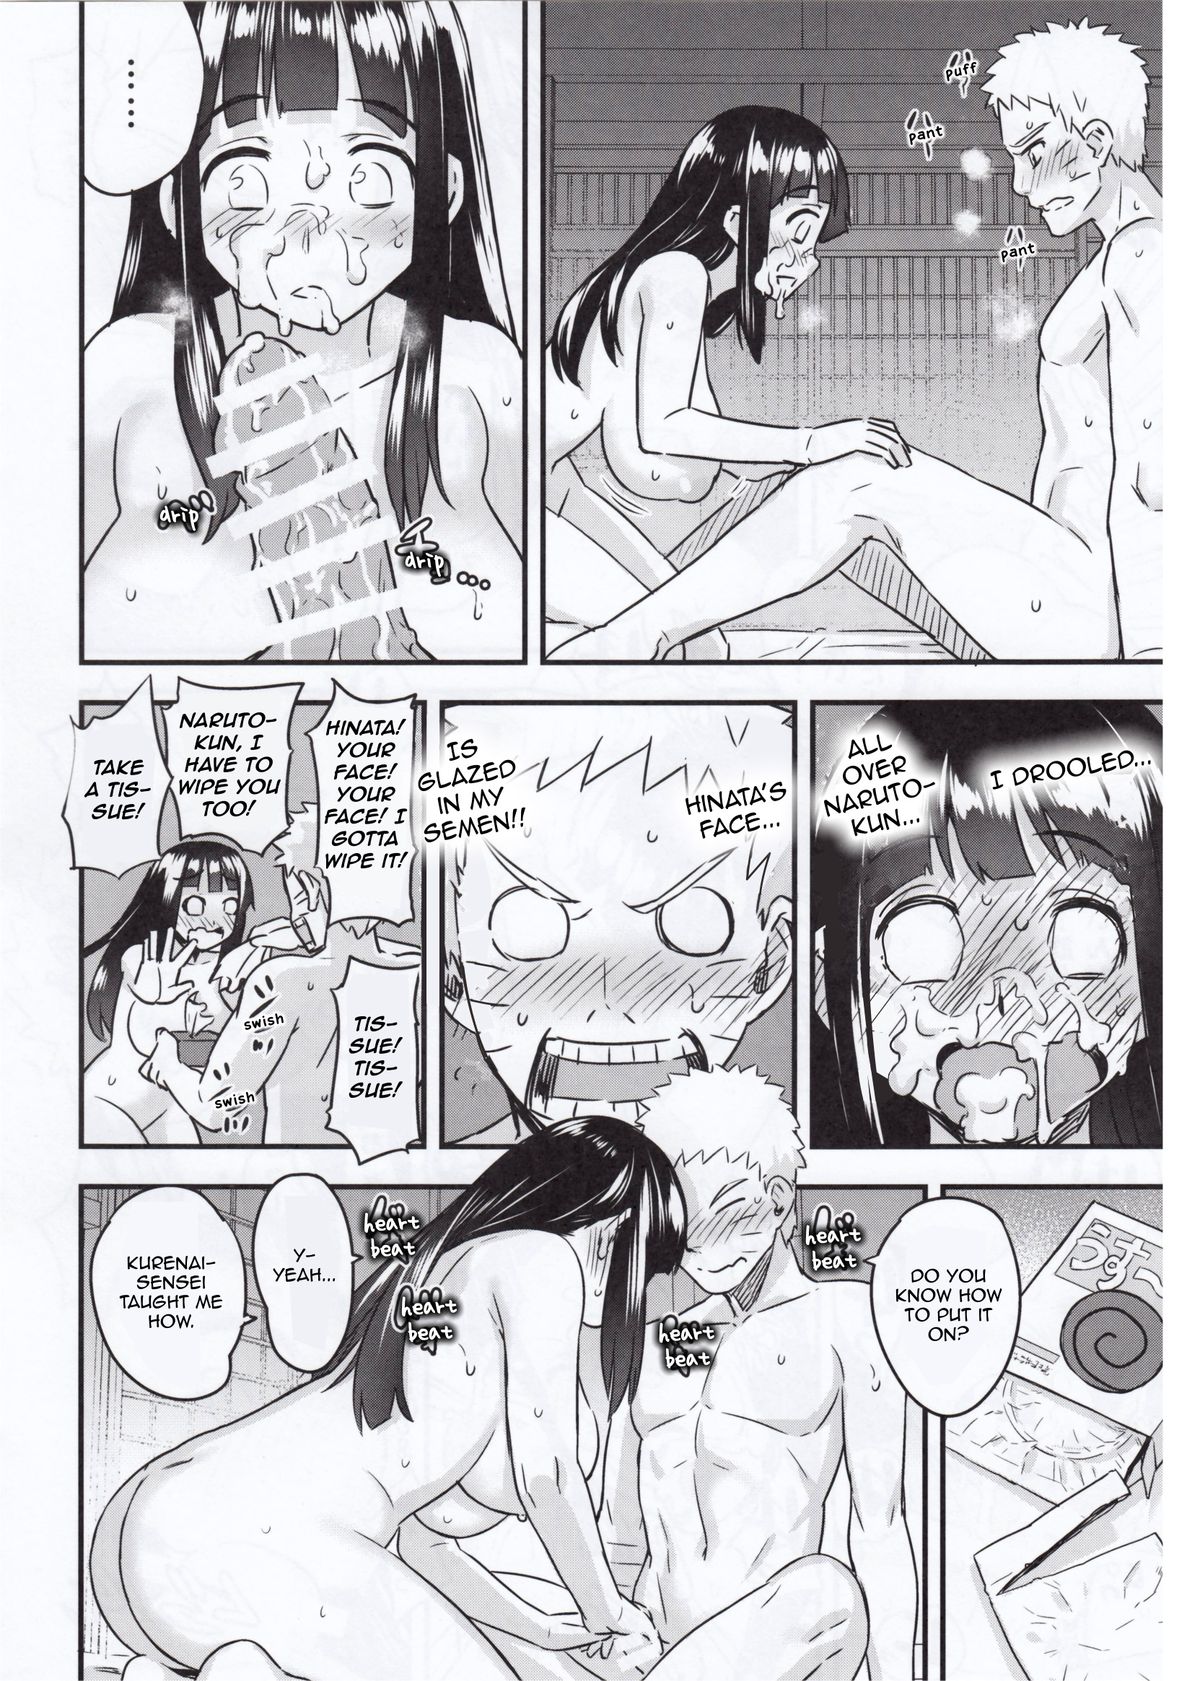 puff
pant
pant
......
drip
drip
I DROOLED...
ALL
OVER
NARUTO-
KUN...
HINATA'S
FACE...
IS
GLAZED
IN MY
SEMEN!!
HINATA!
YOUR
FACE!
YOUR
FACE! I
GOTTA
WIPE IT!
NARUTO-
KUN, I
HAVE TO
WIPE YOU
TOO!
TAKE
A TIS-
SUE!
TIS-
SUE!
TIS-
SUE!
swish
swish
うす〜
DO YOU
KNOW HOW
TO PUT IT
ON?
heart
beat
heart
beat
heart
beat
heart
beat
Y-
YEAH...
KURENAI-
SENSEI
TAUGHT ME
HOW.